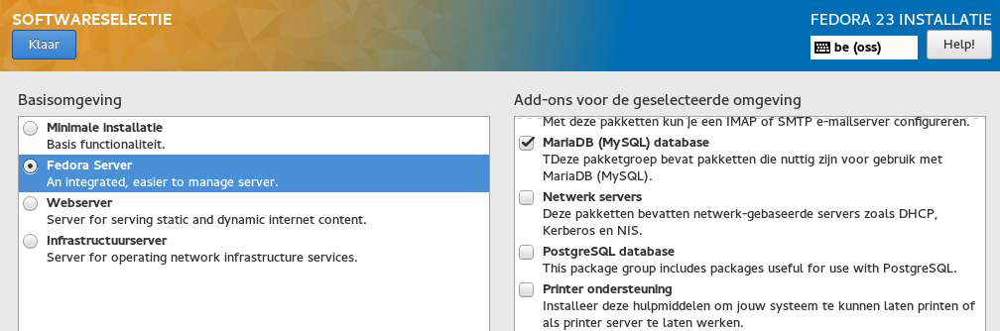 SOFTWARESELECTIE
FEDORA 23 INSTALLATIE
Klaar
be (oss)
Help!
Basisomgeving
Minimale installatie
Basis functionaliteit.
Fedora Server
An integrated, easier to manage server.
Webserver
Server for serving static and dynamic internet content.
Infrastructuurserver
Server for operating network infrastructure services.
Add-ons voor de geselecteerde omgeving
Met deze pakketten kun je een IMAP of SMTP e-mailserver configureren.
MariaDB (MySQL) database
TDeze pakketgroep bevat pakketten die nuttig zijn voor gebruik met
MariaDB (MySQL).
Netwerk servers
Deze pakketten bevatten netwerk-gebaseerde servers zoals DHCP,
Kerberos en NIS.
PostgreSQL database
This package group includes packages useful for use with PostgreSQL.
Printer ondersteuning
Installeer deze hulpmiddelen om jouw systeem te kunnen laten printen of
als printer server te laten werken.